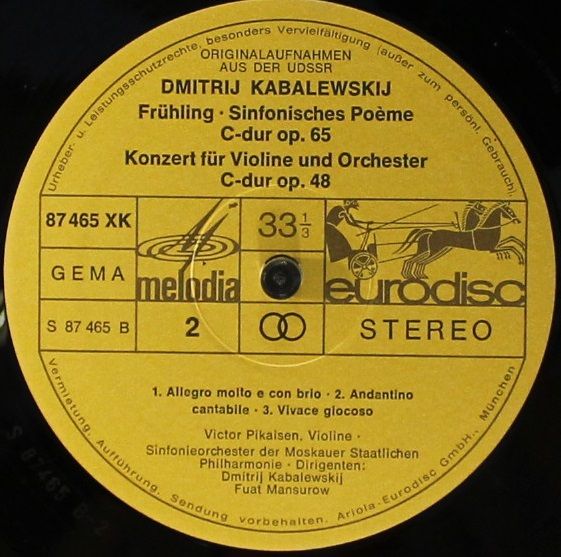 Urheber- u. Leistungsschutzrechte, besonders Vervielfältigung (außer zum persönl. Gebrauch),
ORIGINALAUFNAHMEN
AUS DER UDSSR
DMITRIJ KABALEWSKIJ
Frühling · Sinfonisches Poème
C-dur op. 65
Konzert für Violine und Orchester
C-dur op. 48
87 465 XK
33 1/3
GEMA
melodia
eurodisc
S 87 465 B
2
STEREO
1. Allegro molto e con brio · 2. Andantino
cantabile · 3. Vivace giocoso
Victor Pikaisen, Violine ·
Sinfonieorchester der Moskauer Staatlichen
Philharmonie · Dirigenten:
Dmitrij Kabalewskij
Fuat Mansurow
Vermietung, Aufführung, Sendung vorbehalten. Ariola-Eurodisc GmbH., München